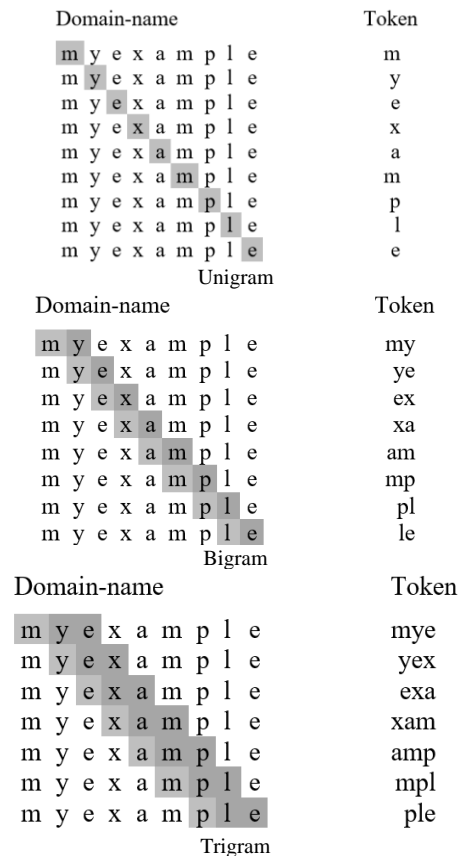 Domain-name Token
m y e x a m p l e m
m y e x a m p l e y
m y e x a m p l e e
m y e x a m p l e x
m y e x a m p l e a
m y e x a m p l e m
m y e x a m p l e p
m y e x a m p l e l
m y e x a m p l e e
Unigram
Domain-name Token
m y e x a m p l e my
m y e x a m p l e ye
m y e x a m p l e ex
m y e x a m p l e xa
m y e x a m p l e am
m y e x a m p l e mp
m y e x a m p l e pl
m y e x a m p l e le
Bigram
Domain-name Token
m y e x a m p l e mye
m y e x a m p l e yex
m y e x a m p l e exa
m y e x a m p l e xam
m y e x a m p l e amp
m y e x a m p l e mpl
m y e x a m p l e ple
Trigram